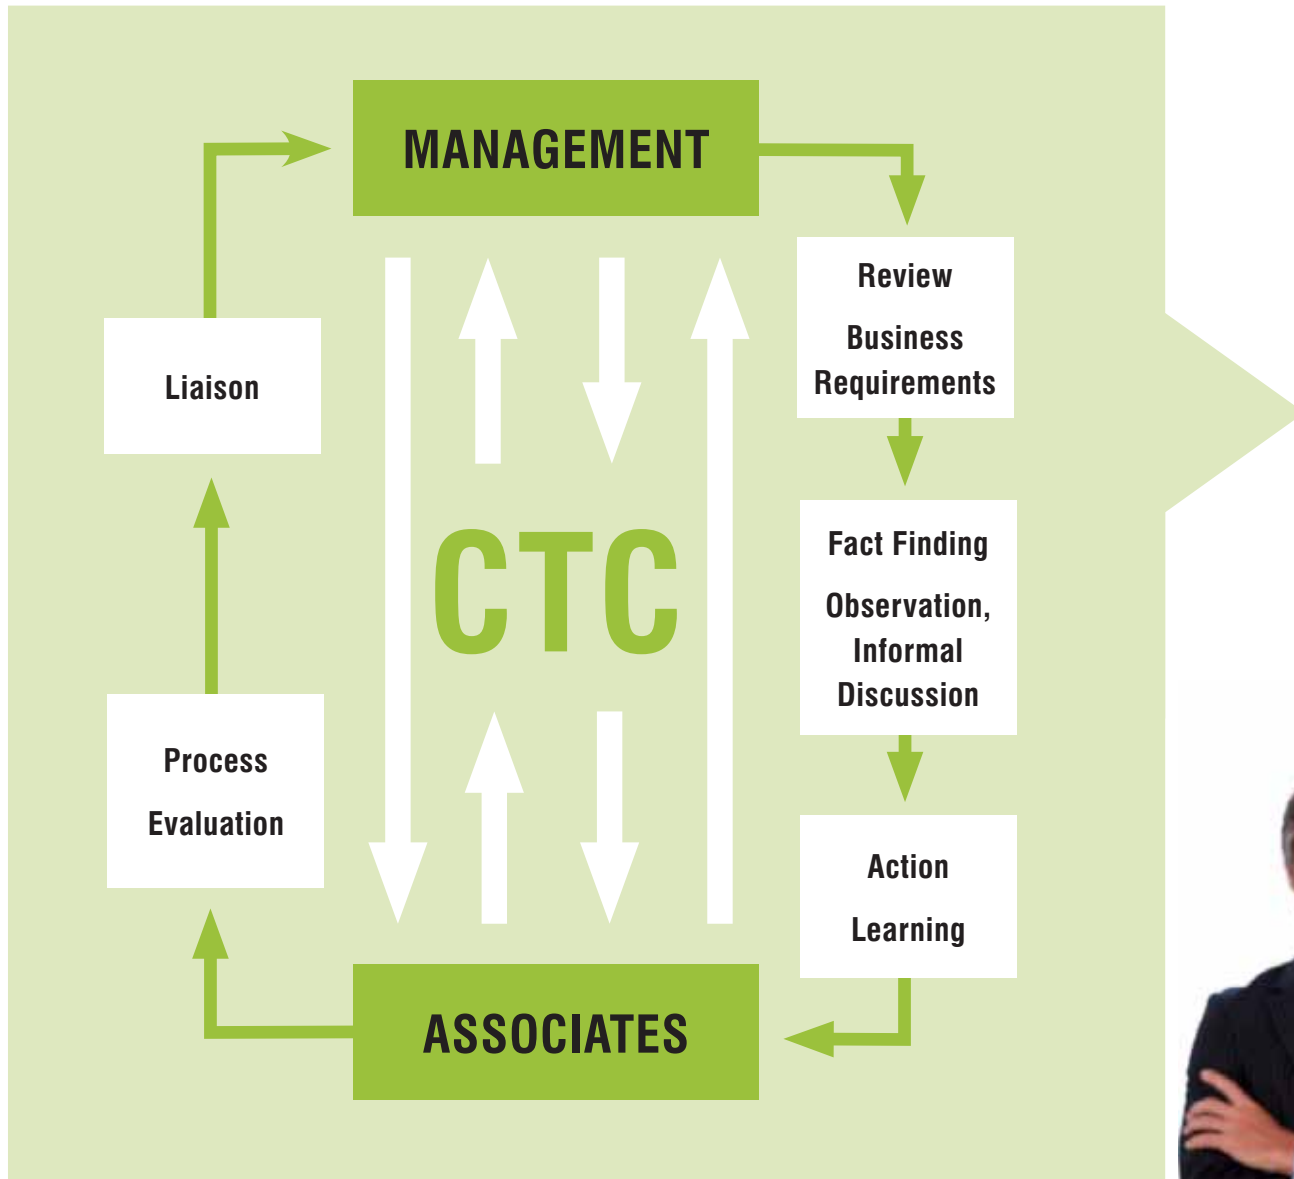 MANAGEMENT
Review
Business
Requirements
Liaison
Fact Finding
Observation,
Informal
Discussion
CTC
Process
Evaluation
Action
Learning
ASSOCIATES